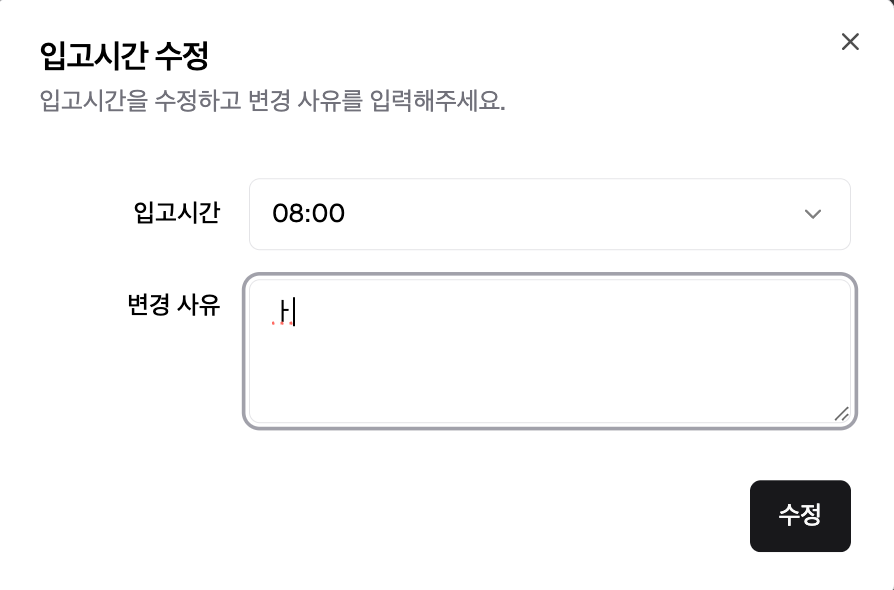 입고시간 수정
입고시간을 수정하고 변경 사유를 입력해주세요.
입고시간
08:00
변경 사유
ㅏ
수정